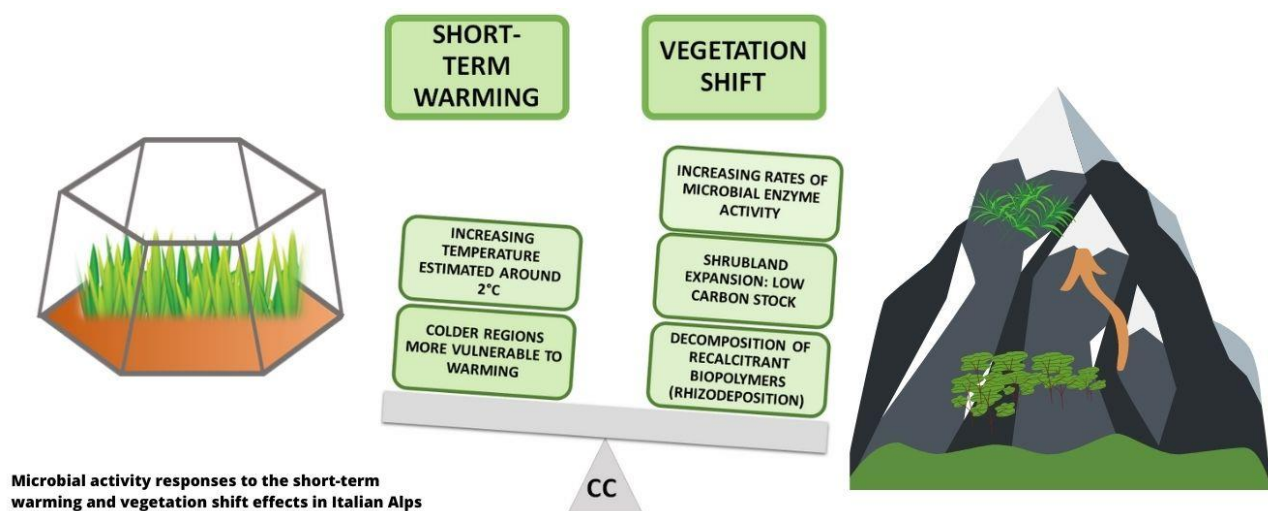 SHORT-
TERM
WARMING
VEGETATION
SHIFT
INCREASING
TEMPERATURE
ESTIMATED AROUND
2°C
COLDER REGIONS
MORE VULNERABLE TO
WARMING
INCREASING RATES OF
MICROBIAL ENZYME
ACTIVITY
SHRUBLAND
EXPANSION: LOW
CARBON STOCK
DECOMPOSITION OF
RECALCITRANT
BIOPOLYMERS
(RHIZODEPOSITION)
CC
Microbial activity responses to the short-term
warming and vegetation shift effects in Italian Alps